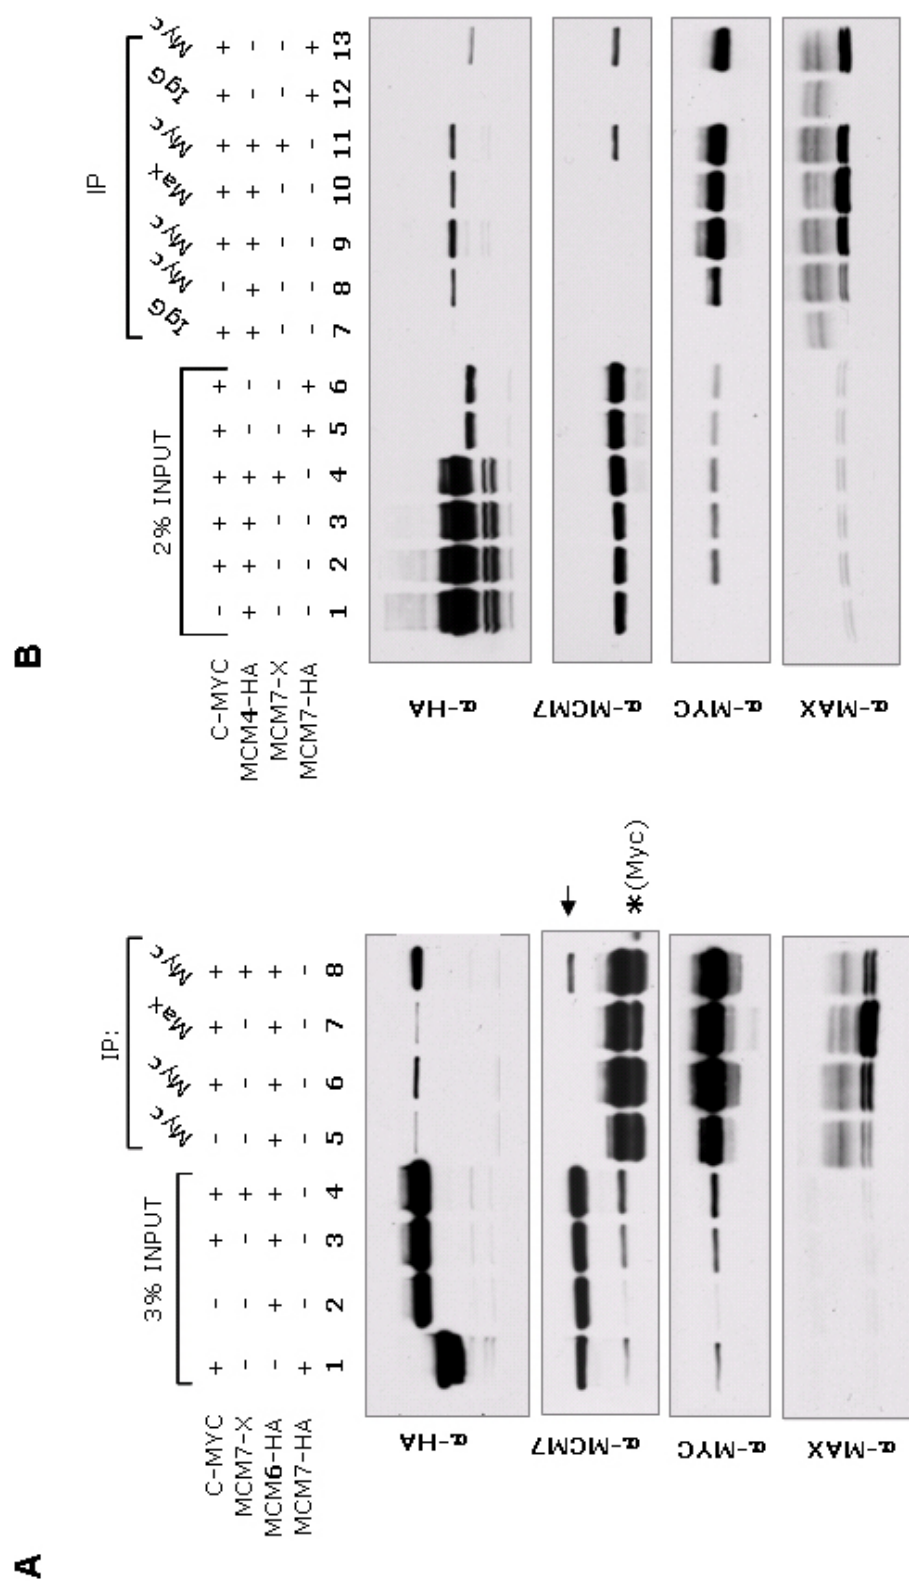 A
3% INPUT
IP:
Myc Myc Max Myc
C-MYC + - + + - + + +
MCM7-X - - - + - - - +
MCM6-HA - + + + + + + +
MCM7-HA + - - - - - - -
1 2 3 4 5 6 7 8
α-HA
α-MCM7
*(Myc)
α-MYC
α-MAX
B
2% INPUT
IP
IgG Myc Myc Max Myc IgG Myc
C-MYC - + + + + + + - + + + + +
MCM4-HA + + + + - - + + + + + - -
MCM7-X - - - + - - - - - - + - -
MCM7-HA - - - - + + - - - - - + +
1 2 3 4 5 6 7 8 9 10 11 12 13
α-HA
α-MCM7
α-MYC
α-MAX